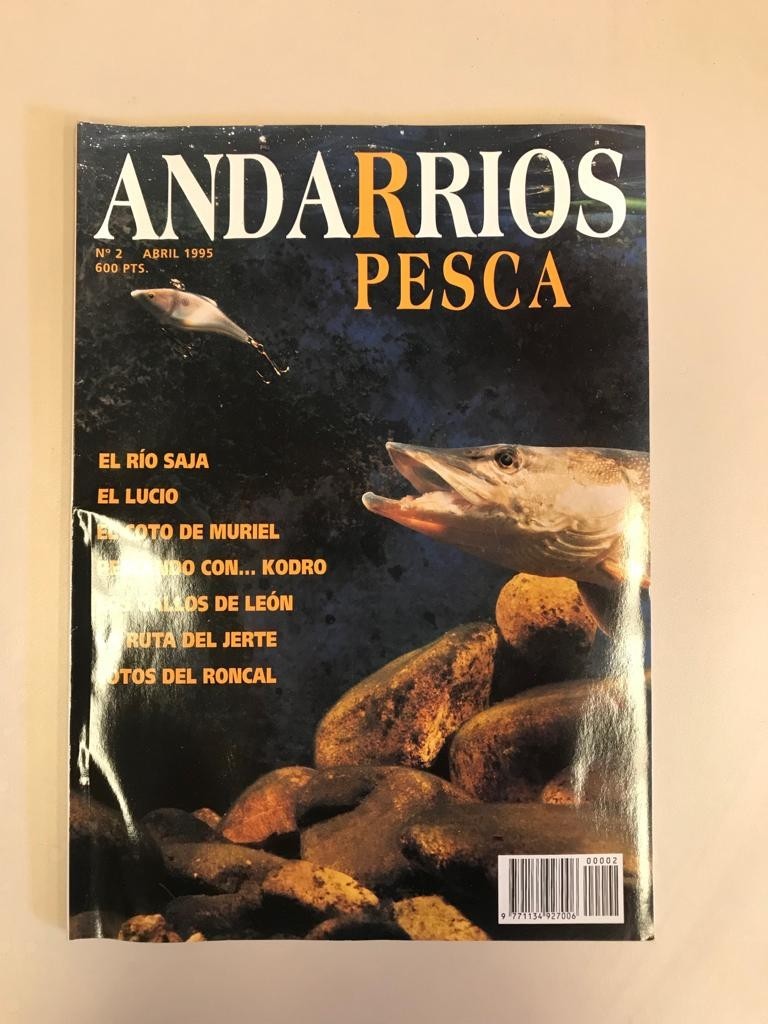 ANDARRIOS
Nº 2 ABRIL 1995
600 PTS.
PESCA
EL RÍO SAJA
EL LUCIO
EL COTO DE MURIEL
CON... KODRO
GALLOS DE LEÓN
RUTA DEL JERTE
COTOS DEL RONCAL
00002
9 771134 927006